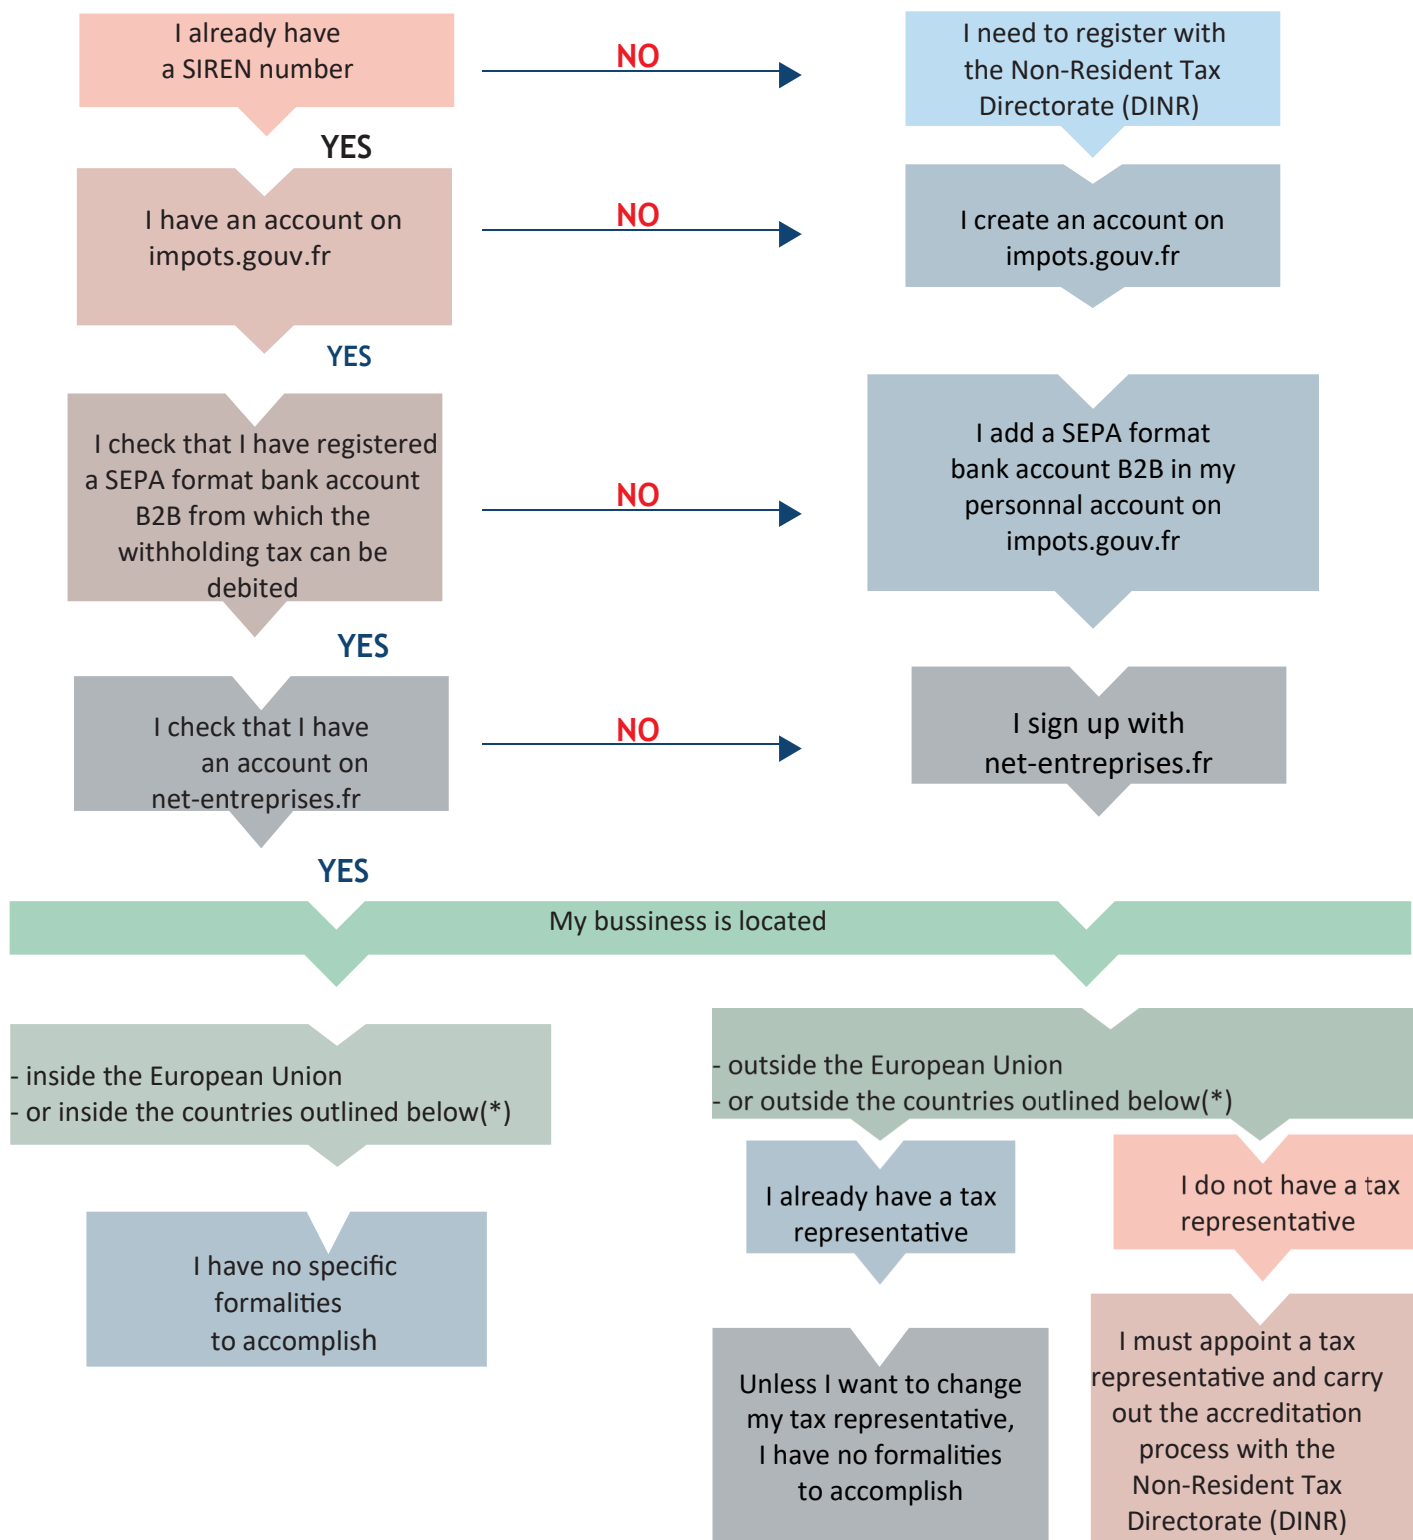 I already have
a SIREN number
NO
I need to register with
the Non-Resident Tax
Directorate (DINR)
YES
I have an account on
impots.gouv.fr
NO
I create an account on
impots.gouv.fr
YES
I check that I have registered
a SEPA format bank account
B2B from which the
withholding tax can be
debited
NO
I add a SEPA format
bank account B2B in my
personnal account on
impots.gouv.fr
YES
I check that I have
an account on
net-entreprises.fr
NO
I sign up with
net-entreprises.fr
YES
My bussiness is located
- inside the European Union
- or inside the countries outlined below(*)
I have no specific
formalities
to accomplish
- outside the European Union
- or outside the countries outlined below(*)
I already have a tax
representative
Unless I want to change
my tax representative,
I have no formalities
to accomplish
I do not have a tax
representative
I must appoint a tax
representative and carry
out the accreditation
process with the
Non-Resident Tax
Directorate (DINR)